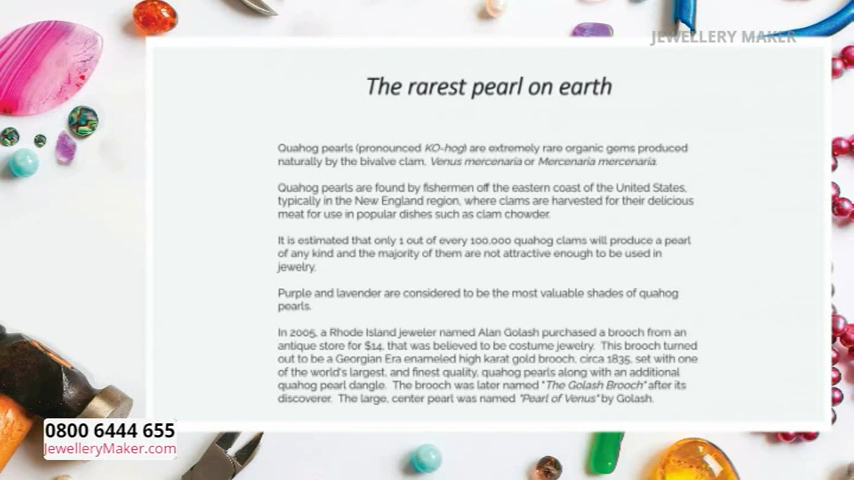 JEWELLERY MAKER
The rarest pearl on earth
Quahog pearls (pronounced KO-hog) are extremely rare organic gems produced
naturally by the bivalve clam, Venus mercenaria or Mercenaria mercenaria.
Quahog pearls are found by fishermen off the eastern coast of the United States,
typically in the New England region, where clams are harvested for their delicious
meat for use in popular dishes such as clam chowder.
It is estimated that only 1 out of every 100,000 quahog clams will produce a pearl
of any kind and the majority of them are not attractive enough to be used in
jewelry.
Purple and lavender are considered to be the most valuable shades of quahog
pearls.
In 2005, a Rhode Island jeweler named Alan Golash purchased a brooch from an
antique store for $14, that was believed to be costume jewelry. This brooch turned
out to be a Georgian Era enameled high karat gold brooch, circa 1835, set with one
of the world's largest, and finest quality, quahog pearls along with an additional
quahog pearl dangle. The brooch was later named "The Golash Brooch" after its
discoverer. The large, center pearl was named "Pearl of Venus" by Golash.
0800 6444 655
JewelleryMaker.com